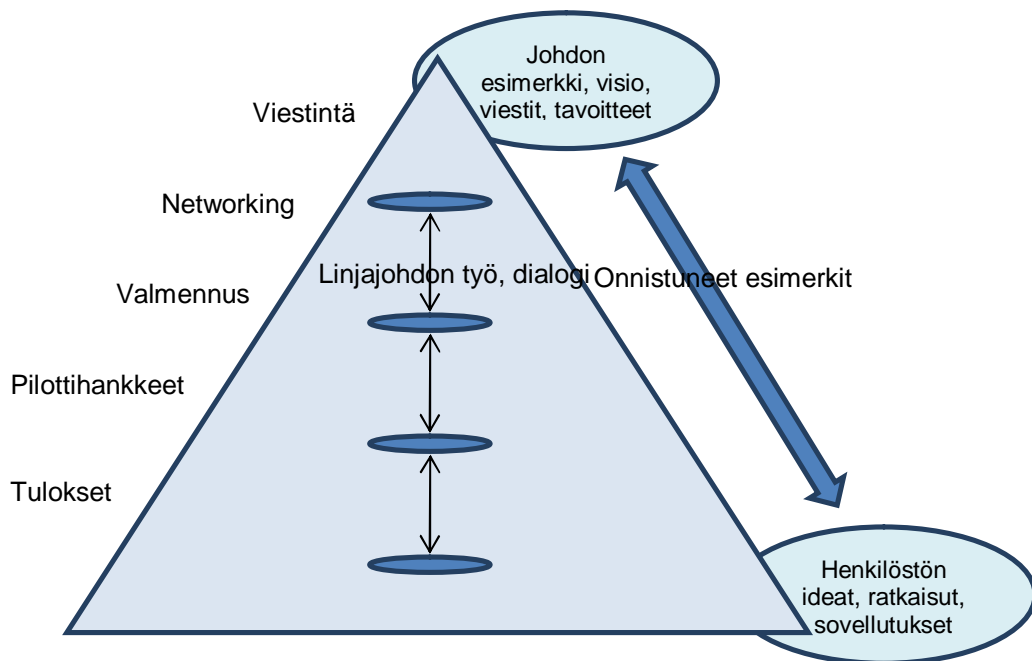 Johdon
esimerkki, visio,
viestit, tavoitteet
Viestintä
Networking
Linjajohdon työ, dialogi
Onnistuneet esimerkit
Valmennus
Pilottihankkeet
Tulokset
Henkilöstön
ideat, ratkaisut,
sovellutukset